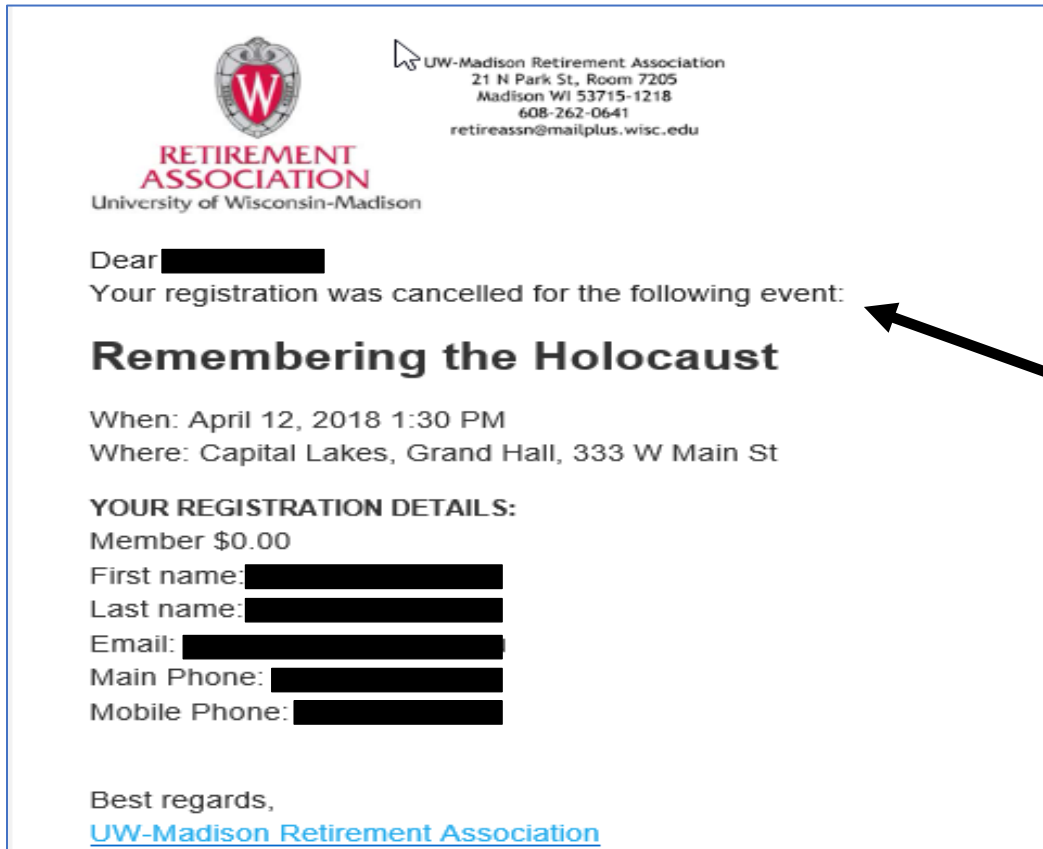 W
RETIREMENT
ASSOCIATION
University of Wisconsin-Madison
UW-Madison Retirement Association
21 N Park St, Room 7205
Madison WI 53715-1218
608-262-0641
retireassn@mailplus.wisc.edu
Dear
Your registration was cancelled for the following event:
Remembering the Holocaust
When: April 12, 2018 1:30 PM
Where: Capital Lakes, Grand Hall, 333 W Main St
YOUR REGISTRATION DETAILS:
Member $0.00
First name:
Last name:
Email:
Main Phone:
Mobile Phone:
Best regards,
UW-Madison Retirement Association